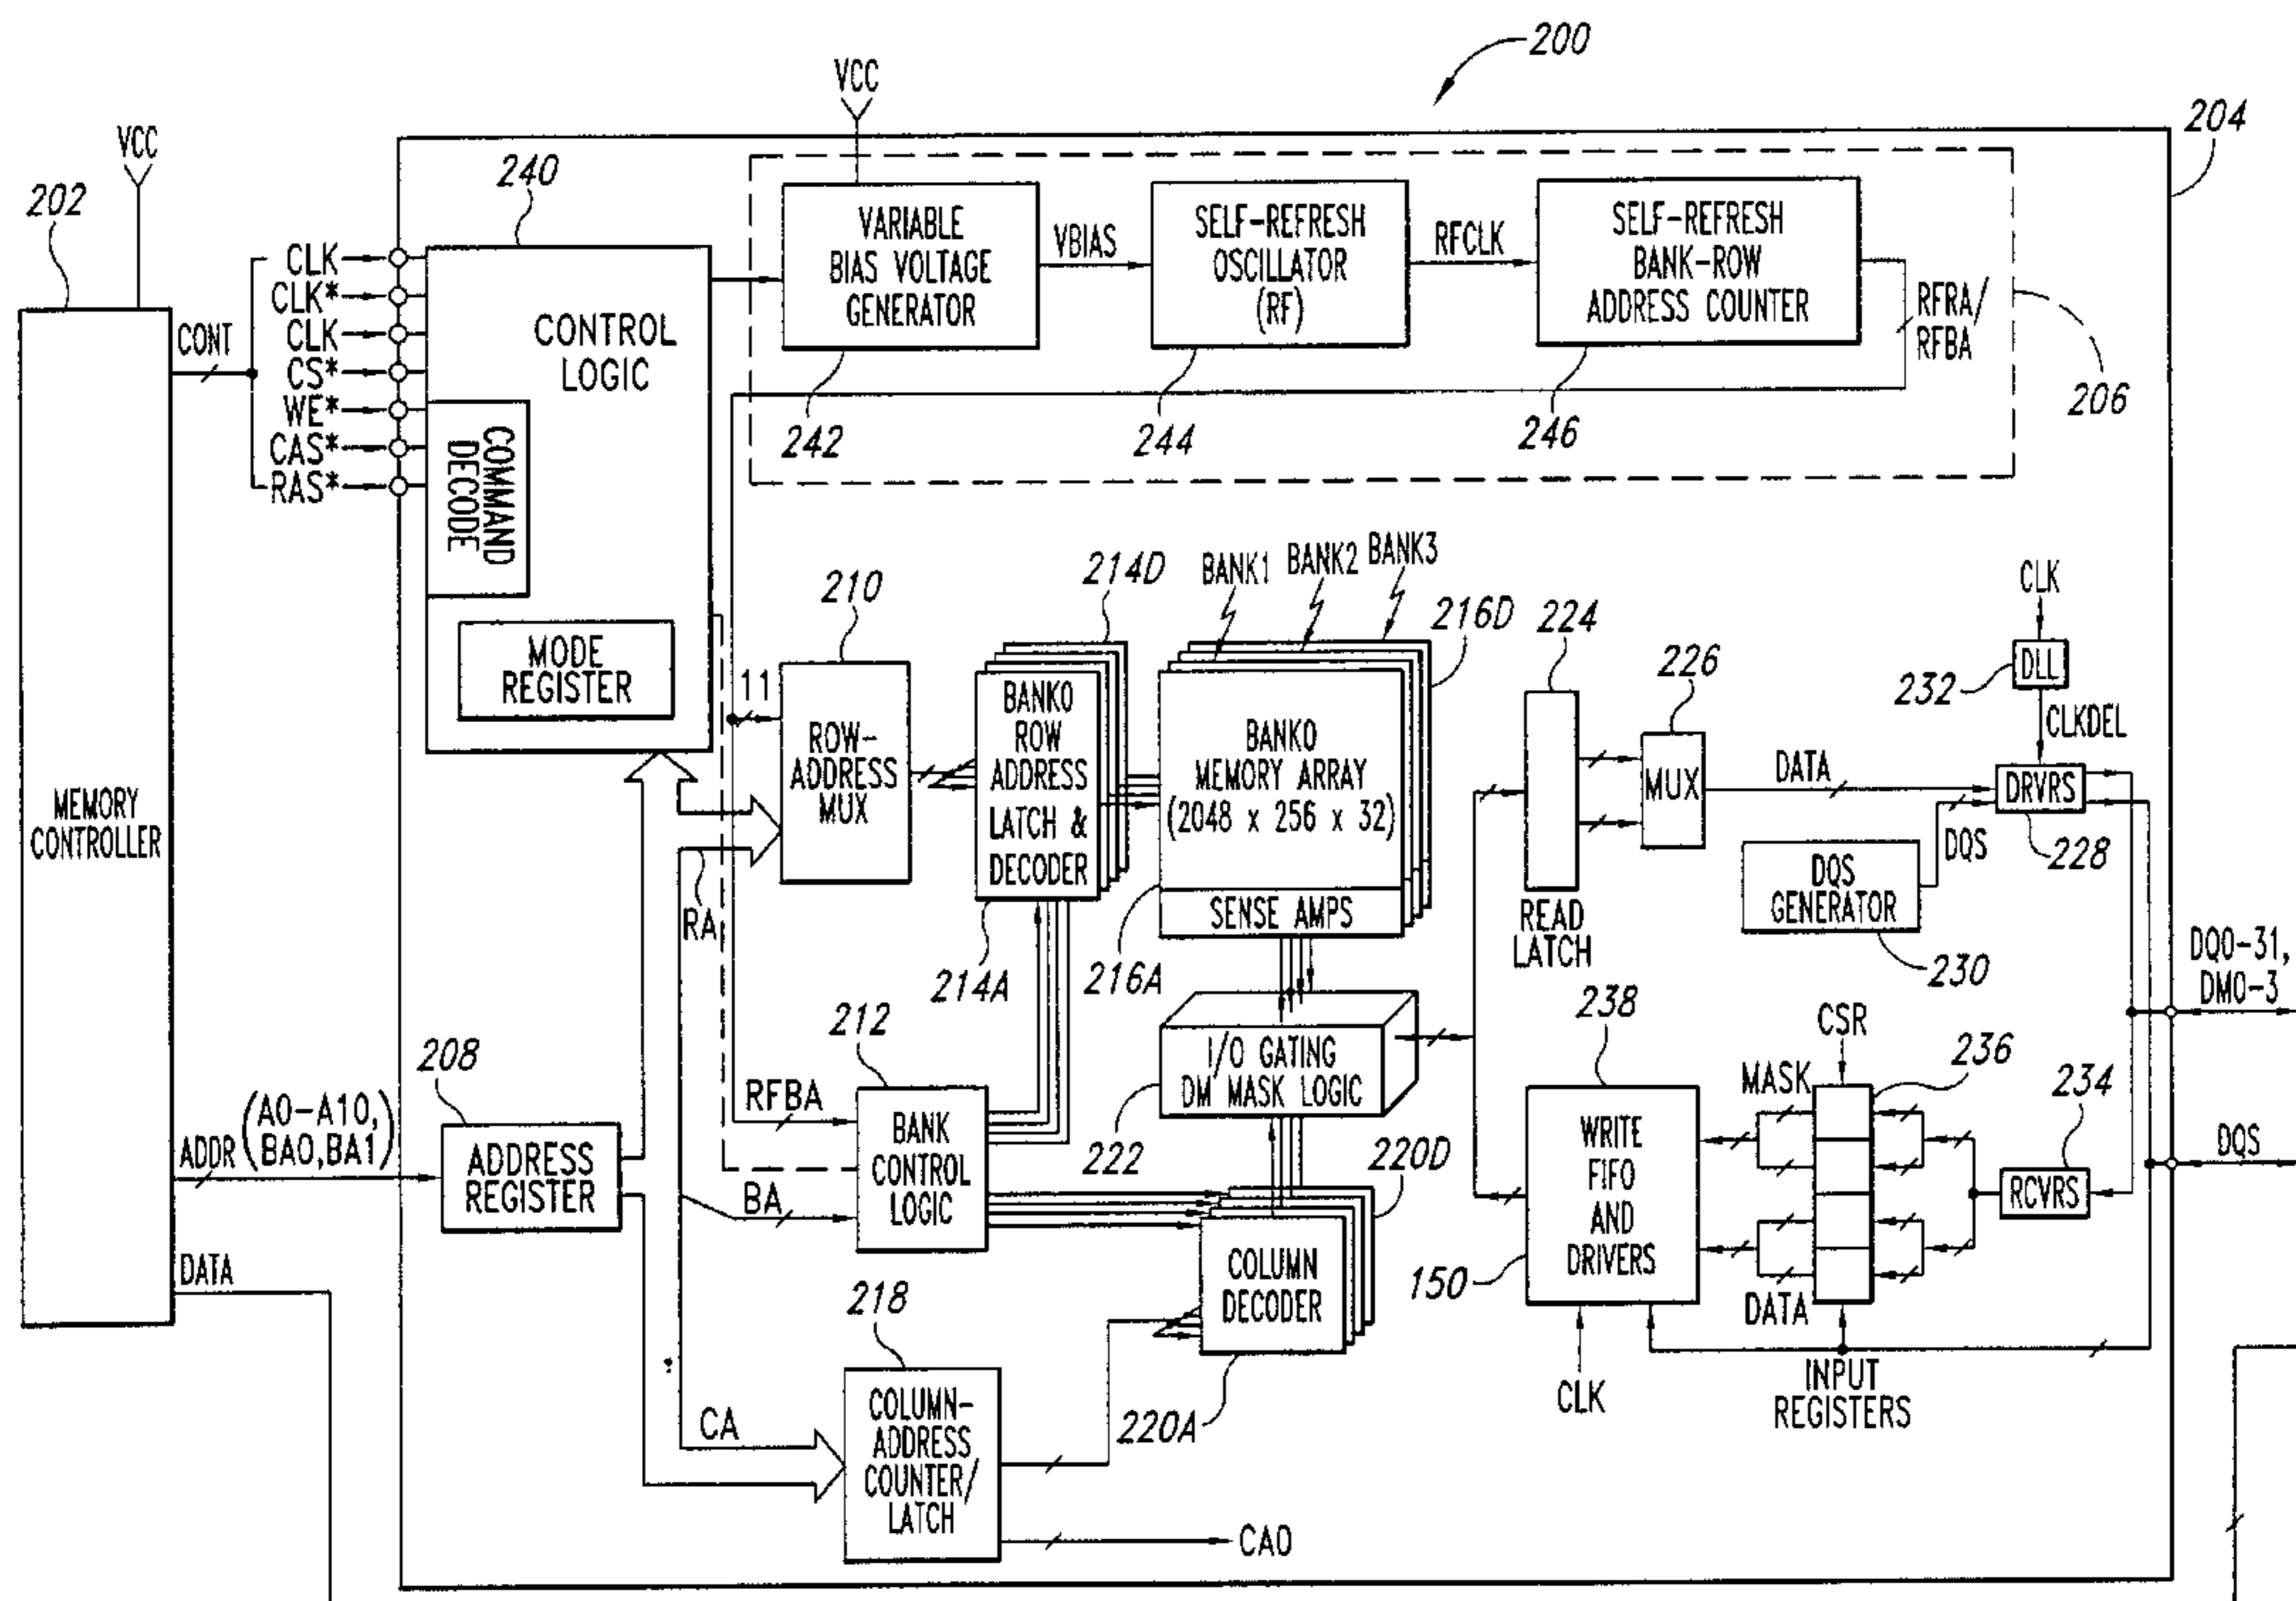 200
VCC
VCC
204
202
240
VARIABLE
BIAS VOLTAGE
GENERATOR
VBIAS
SELF-REFRESH
OSCILLATOR
(RF)
RFCLK
SELF-REFRESH
BANK-ROW
ADDRESS COUNTER
RFRA/
RFBA
206
242
244
246
CLK
CLK*
CLK
CS*
WE*
CAS*
RAS*
CONT
CONTROL
LOGIC
COMMAND
DECODE
MODE
REGISTER
MEMORY
CONTROLLER
210
11
ROW-
ADDRESS
MUX
214D
BANK0
ROW
ADDRESS
LATCH &
DECODER
214A
BANK1
BANK2
BANK3
216D
BANK0
MEMORY ARRAY
(2048 x 256 x 32)
SENSE AMPS
216A
224
READ
LATCH
226
MUX
DATA
CLK
DLL
232
CLKDEL
DRVRS
228
DQS
DQS
GENERATOR
230
DQ0-31,
DM0-3
DQS
RA
208
ADDR
(A0-A10,
BA0,BA1)
ADDRESS
REGISTER
DATA
212
RFBA
BA
BANK
CONTROL
LOGIC
I/O GATING
DM MASK LOGIC
222
220D
COLUMN
DECODER
220A
238
WRITE
FIFO
AND
DRIVERS
150
CLK
MASK
DATA
CSR
236
234
RCVRS
INPUT
REGISTERS
218
CA
COLUMN-
ADDRESS
COUNTER/
LATCH
CA0